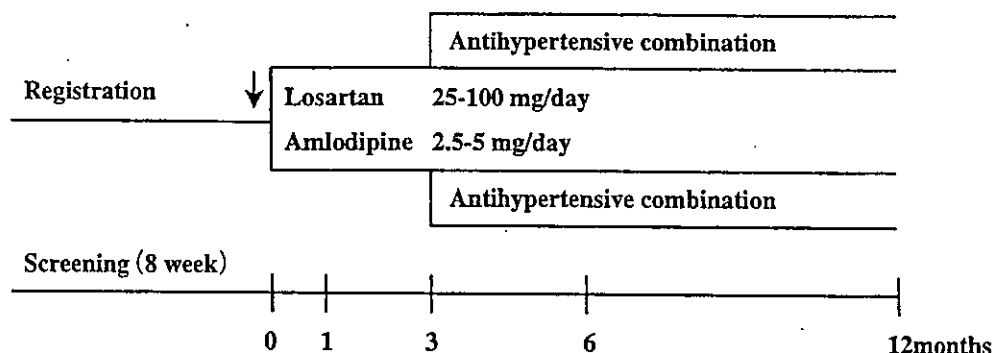 Antihypertensive combination
Registration
Losartan 25-100 mg/day
Amlodipine 2.5-5 mg/day
Antihypertensive combination
Screening (8 week)
0 1 3 6 12months